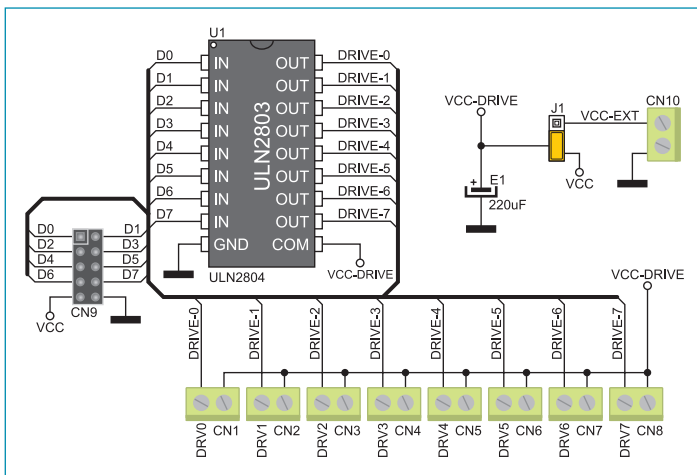 U1
D0 IN OUT DRIVE-0
D1 IN OUT DRIVE-1
D2 IN OUT DRIVE-2
D3 IN OUT DRIVE-3
D4 IN OUT DRIVE-4
D5 IN OUT DRIVE-5
D6 IN OUT DRIVE-6
D7 IN OUT DRIVE-7
GND COM
ULN2803
ULN2804
VCC-DRIVE
VCC-DRIVE
J1
VCC-EXT
CN10
VCC
+ E1
220uF
D0 D1
D2 D3
D4 D5
D6 D7
VCC
CN9
VCC-DRIVE
DRIVE-0
DRIVE-1
DRIVE-2
DRIVE-3
DRIVE-4
DRIVE-5
DRIVE-6
DRIVE-7
DRV0 CN1
DRV1 CN2
DRV2 CN3
DRV3 CN4
DRV4 CN5
DRV5 CN6
DRV6 CN7
DRV7 CN8